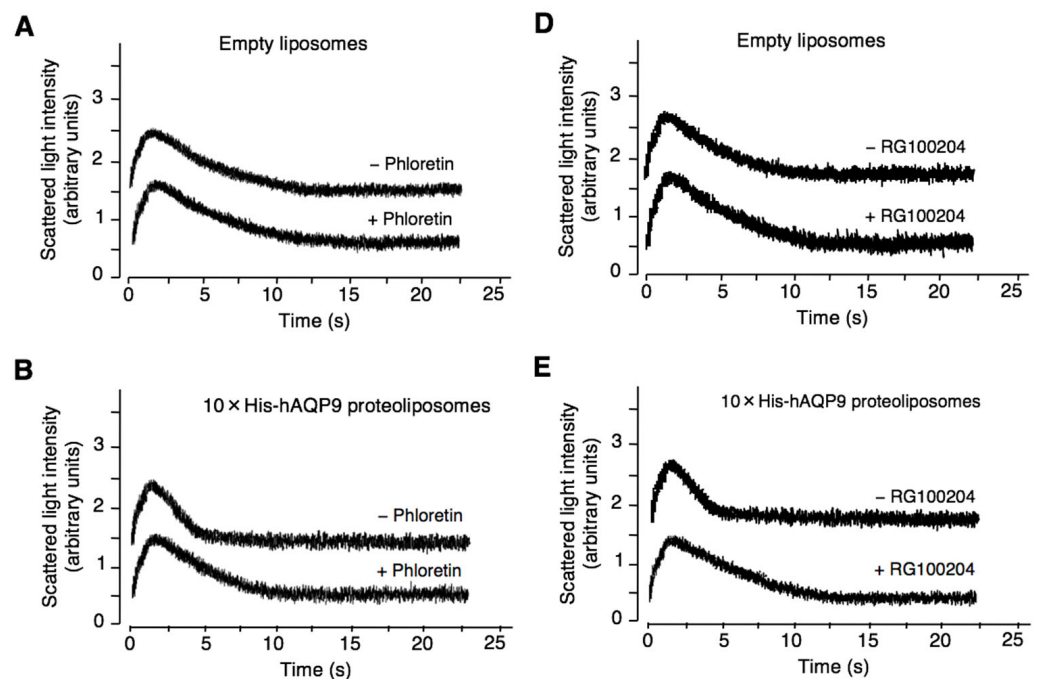 A
Empty liposomes
Scattered light intensity
(arbitrary units)
3
2
1
0
– Phloretin
+ Phloretin
0 5 10 15 20 25
Time (s)
D
Empty liposomes
Scattered light intensity
(arbitrary units)
3
2
1
0
– RG100204
+ RG100204
0 5 10 15 20 25
Time (s)
B
10 × His-hAQP9 proteoliposomes
Scattered light intensity
(arbitrary units)
3
2
1
0
– Phloretin
+ Phloretin
0 5 10 15 20 25
Time (s)
E
10 × His-hAQP9 proteoliposomes
Scattered light intensity
(arbitrary units)
3
2
1
0
– RG100204
+ RG100204
0 5 10 15 20 25
Time (s)